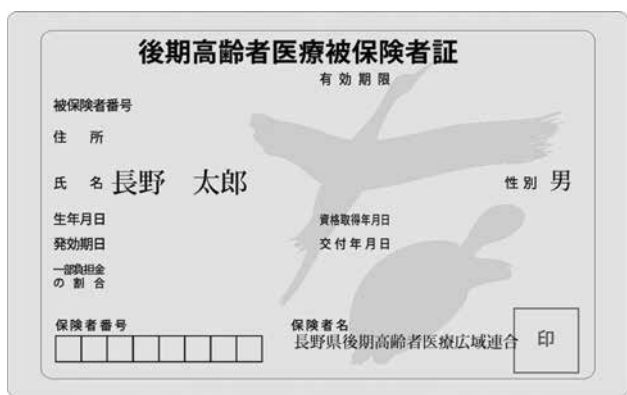 後期高齢者医療被保険者証
有効期限
被保険者番号
住 所
氏 名 長野 太郎 性別 男
生年月日 資格取得年月日
発効期日 交付年月日
一部負担金
の 割 合
保険者番号 保険者名
長野県後期高齢者医療広域連合 印